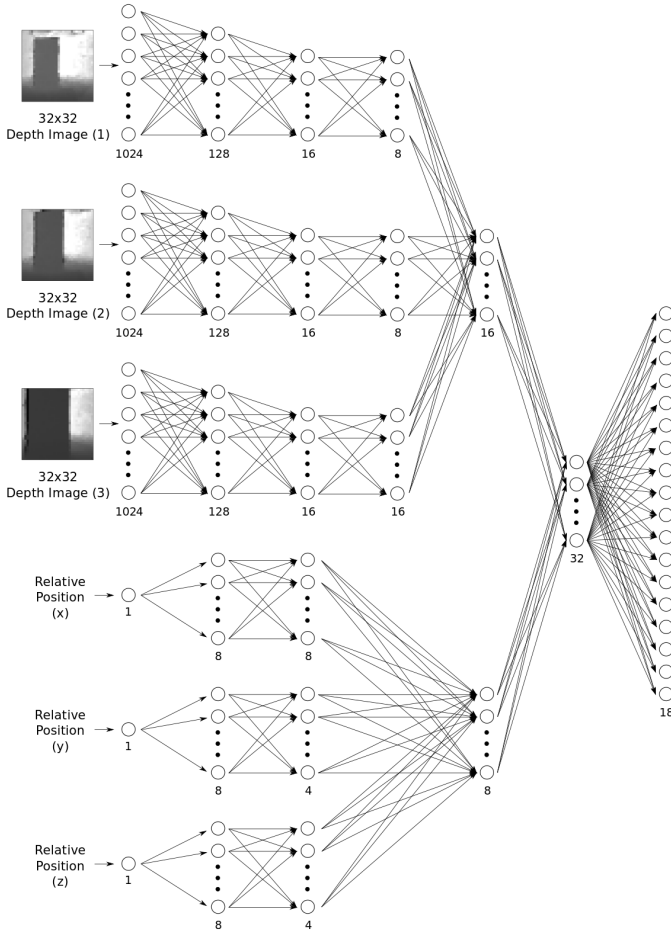 32x32
Depth Image (1)
1024
128
16
8
32x32
Depth Image (2)
1024
128
16
8
16
32x32
Depth Image (3)
1024
128
16
16
32
Relative
Position
(x)
1
8
8
Relative
Position
(y)
1
8
4
8
18
Relative
Position
(z)
1
8
4